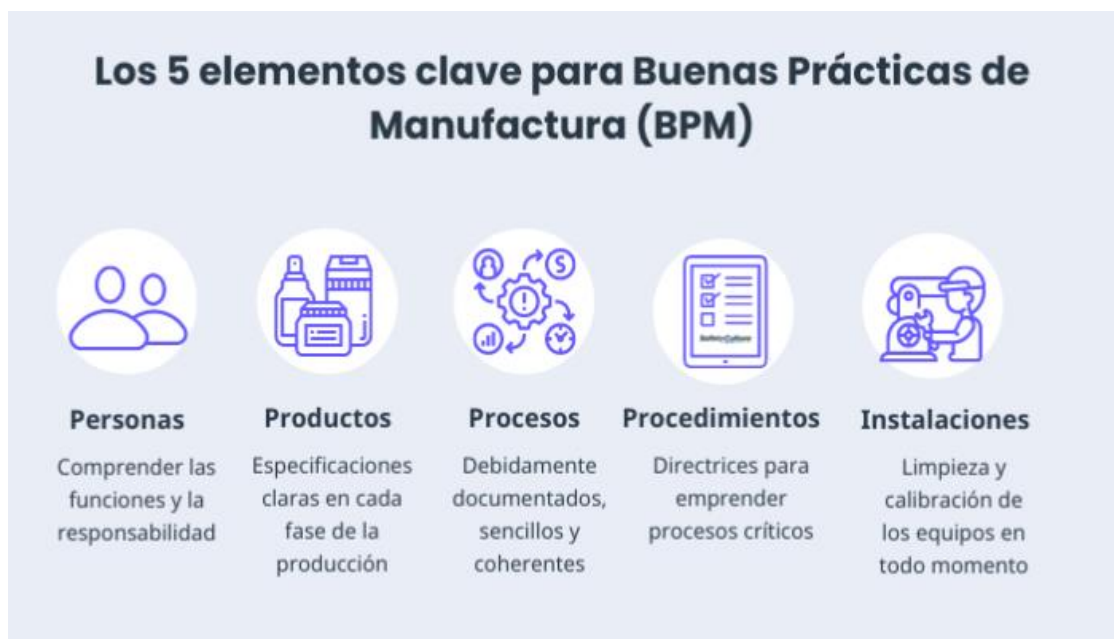 Los 5 elementos clave para Buenas Prácticas de
Manufactura (BPM)
SafetyCulture
Personas
Comprender las
funciones y la
responsabilidad
Productos
Especificaciones
claras en cada
fase de la
producción
Procesos
Debidamente
documentados,
sencillos y
coherentes
Procedimientos
Directrices para
emprender
procesos críticos
Instalaciones
Limpieza y
calibración de
los equipos en
todo momento